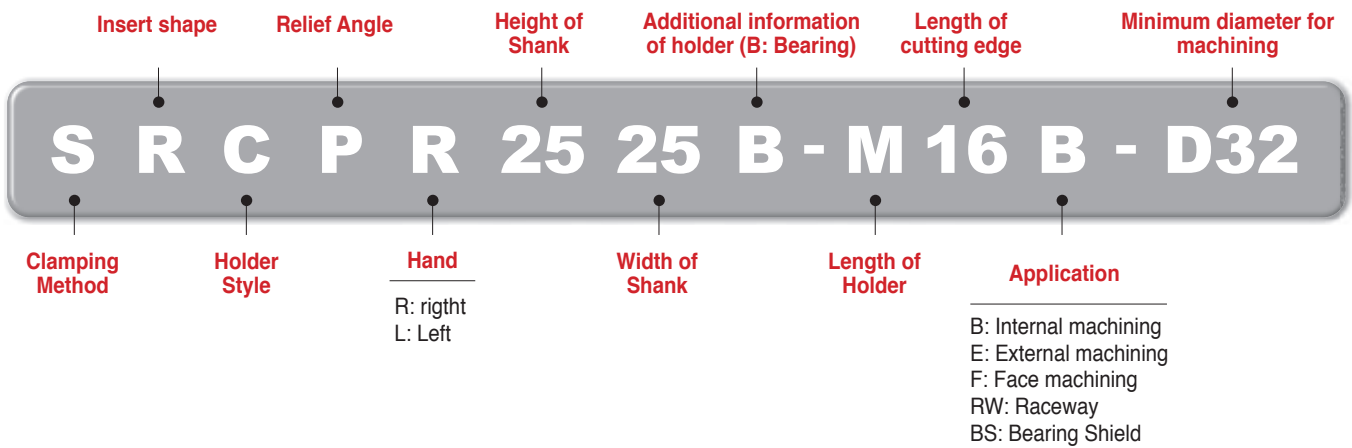 Insert shape
Relief Angle
Height of
Shank
Additional information
of holder (B: Bearing)
Length of
cutting edge
Minimum diameter for
machining
S R C P R 25 25 B - M 16 B - D32
Clamping
Method
Holder
Style
Hand
R: rigtht
L: Left
Width of
Shank
Length of
Holder
Application
B: Internal machining
E: External machining
F: Face machining
RW: Raceway
BS: Bearing Shield